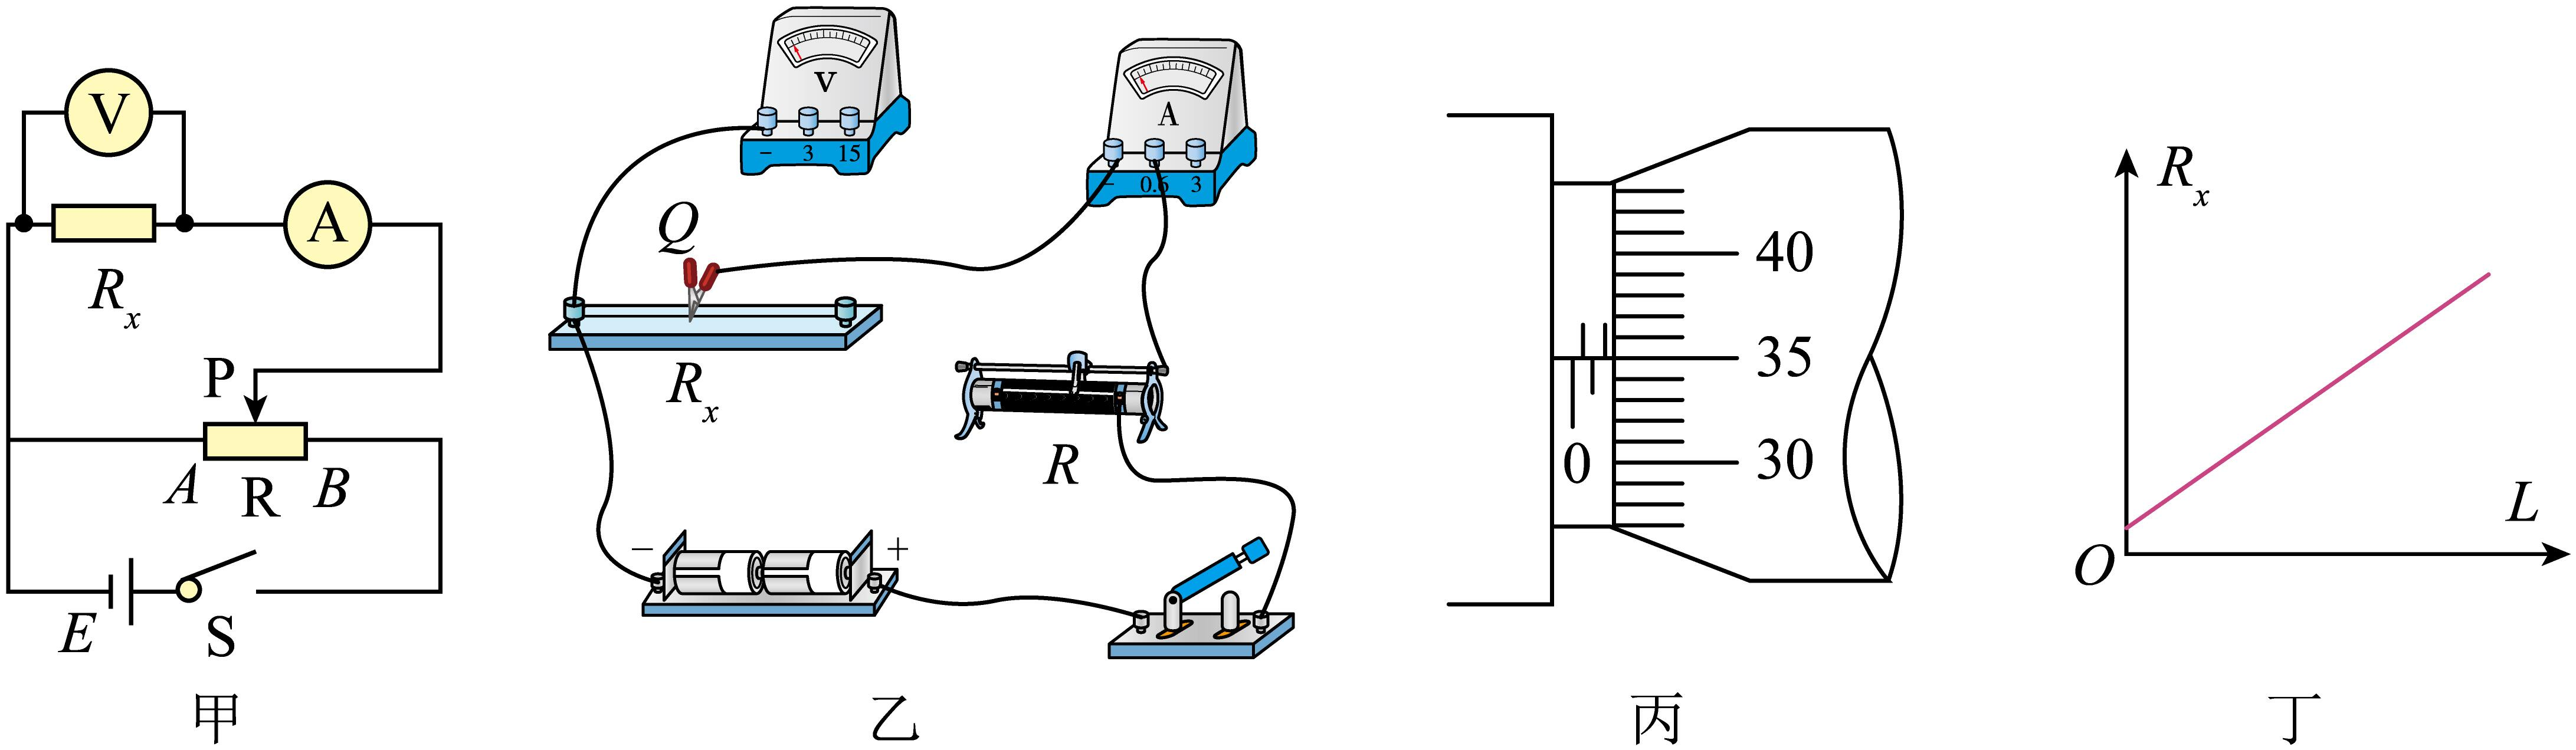 V
A
Rₓ
P
A
R
B
E
S
甲
V
− 3 15
A
− 0.6 3
Q
Rₓ
R
−
+
乙
40
35
30
0
丙
Rₓ
L
O
丁